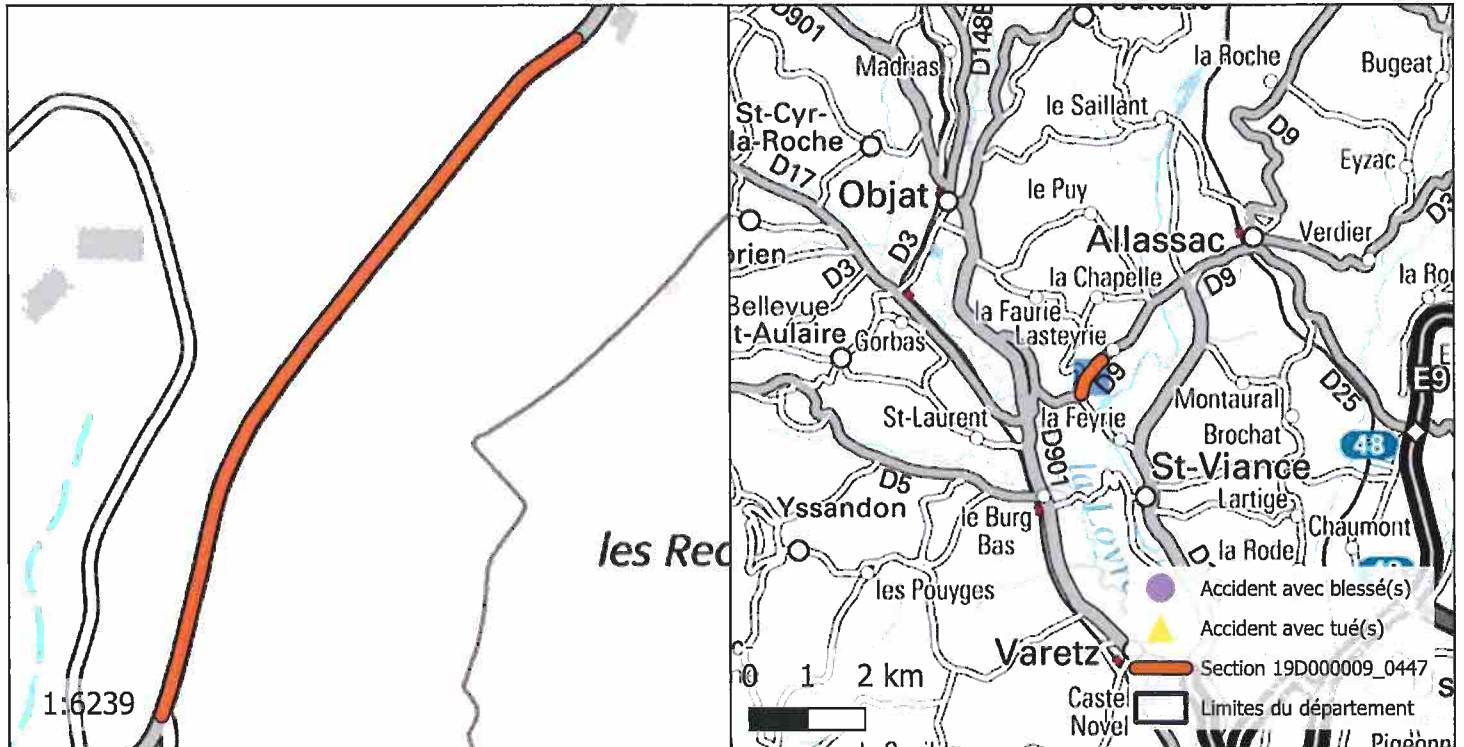 1:6239
les Rec
D901
D148E
Madrias
la Roche
Bugeat
le Saillant
St-Cyr-
la-Roche
D9
Eyzac
D17
le Puy
Objat
D3
Allassac
Verdier
D3
la Chapelle
D9
Bellevue
la Faurie
t-Aulaire
Gorbas
Lasteyrie
D9
Montaural
D25
E9
St-Laurent
la Feyrie
Brochat
48
D901
St-Viance
D5
Lartige
Yssandon
le Burg
Bas
Chaumont
la Rode
les Pouyges
Accident avec blessé(s)
Accident avec tué(s)
Varetz
Section 19D000009_0447
0 1 2 km
Castel
Novel
Limites du département